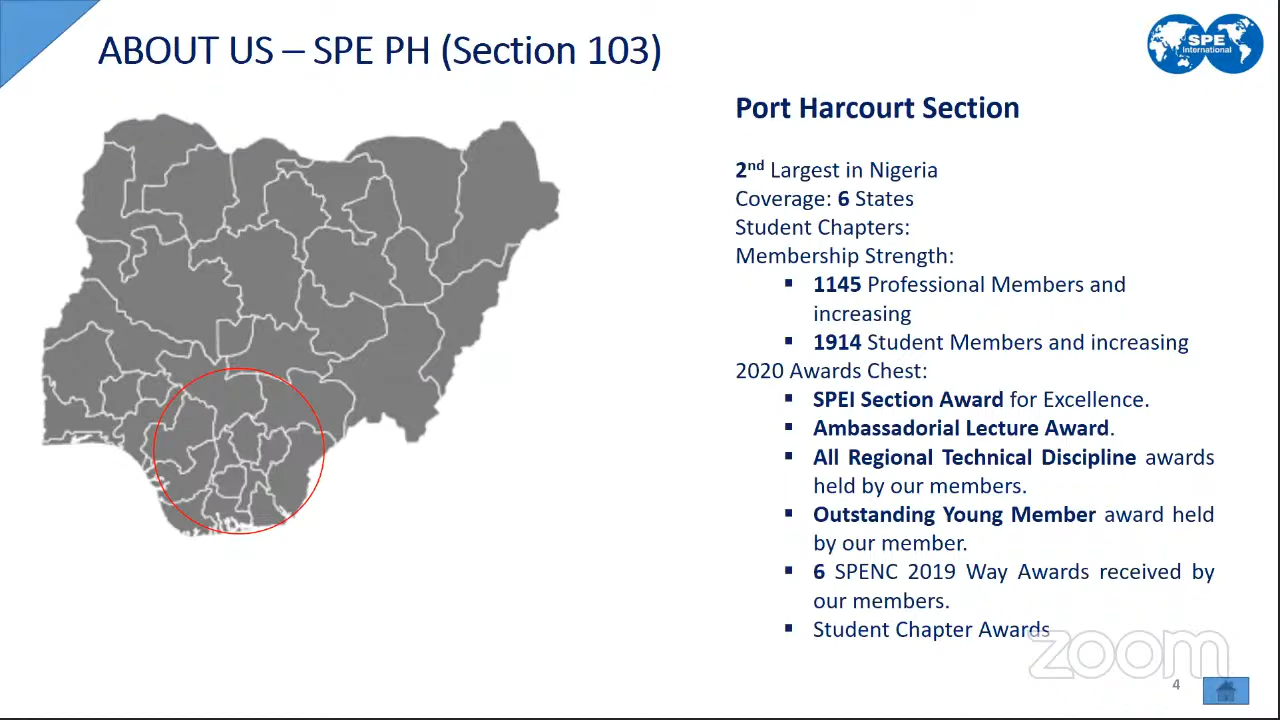 ABOUT US – SPE PH (Section 103)
SPE
International
Port Harcourt Section
2nd Largest in Nigeria
Coverage: 6 States
Student Chapters:
Membership Strength:
▪ 1145 Professional Members and
increasing
▪ 1914 Student Members and increasing
2020 Awards Chest:
▪ SPEI Section Award for Excellence.
▪ Ambassadorial Lecture Award.
▪ All Regional Technical Discipline awards
held by our members.
▪ Outstanding Young Member award held
by our member.
▪ 6 SPENC 2019 Way Awards received by
our members.
▪ Student Chapter Awards
zoom
4